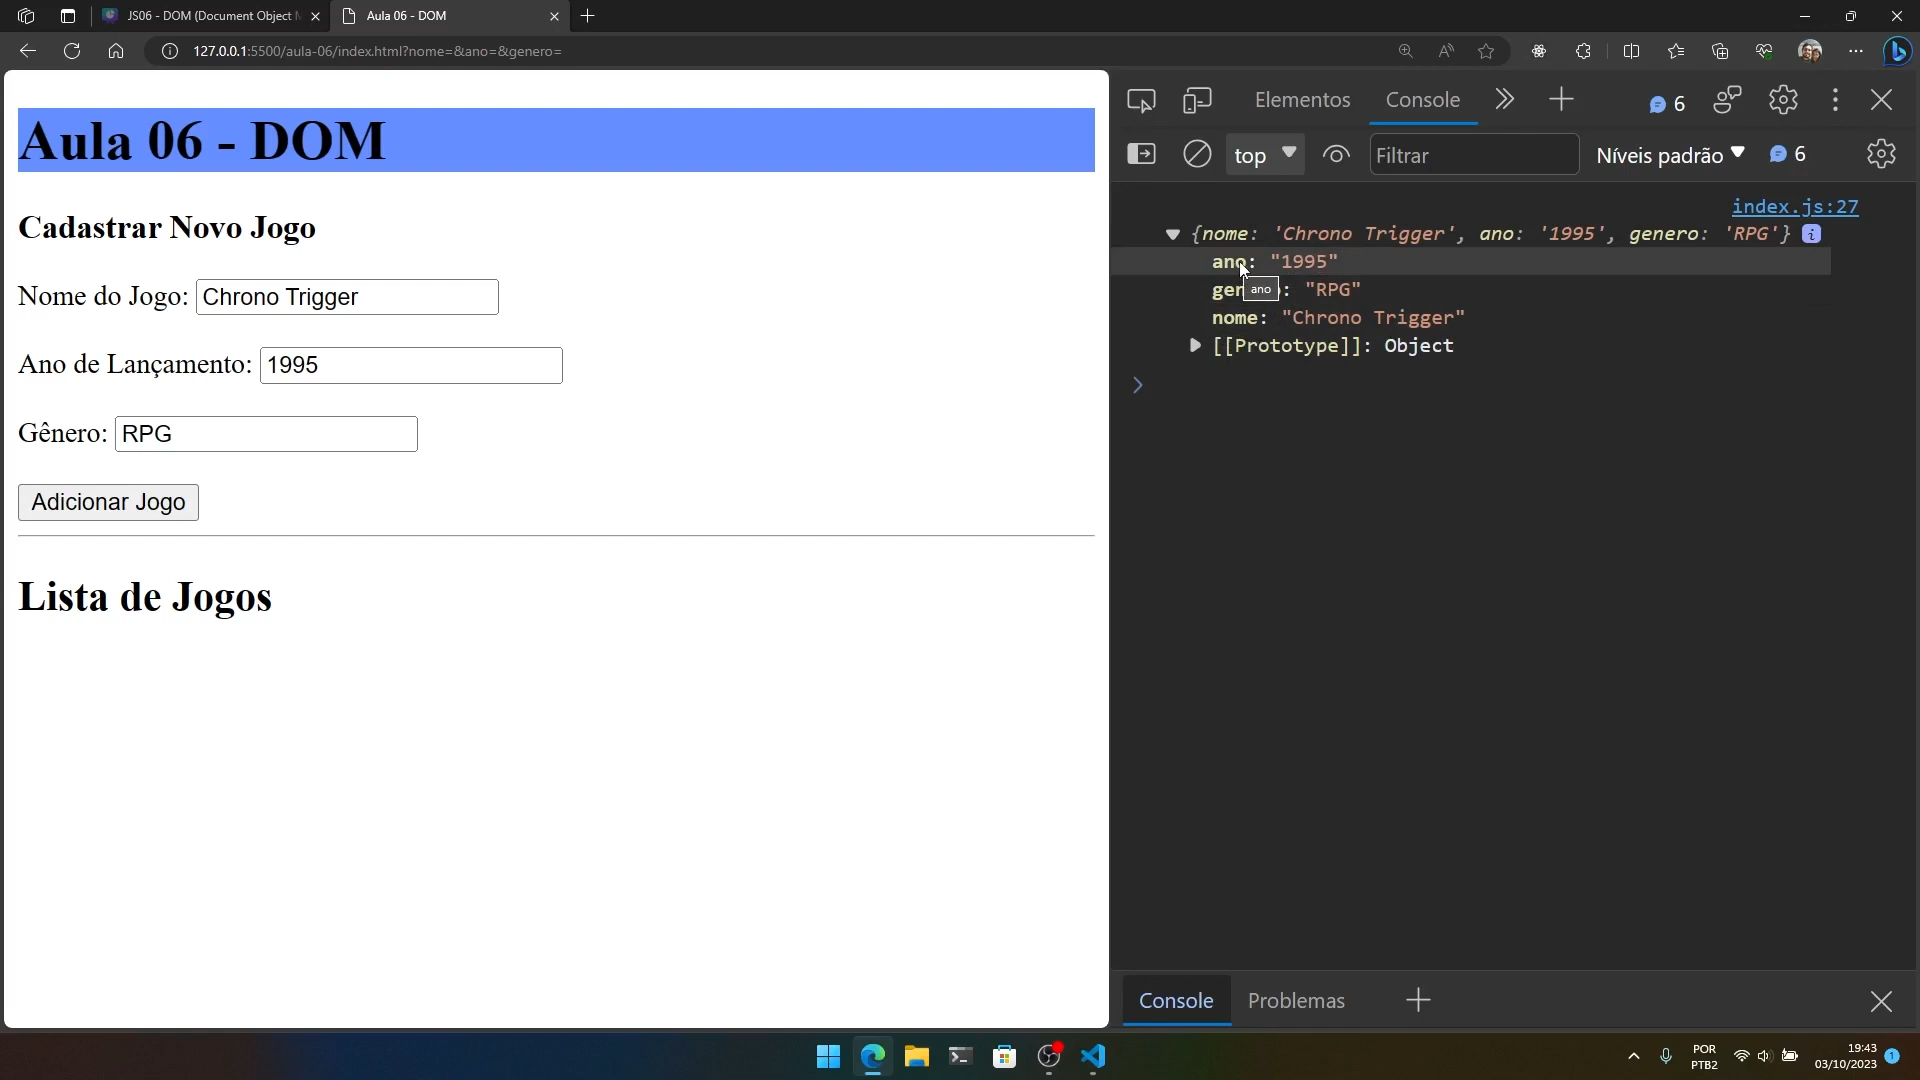 JS06 - DOM (Document Object
Aula 06 - DOM
127.0.0.1:5500/aula-06/index.html?nome=&ano=&genero=
Aula 06 - DOM
Cadastrar Novo Jogo
Nome do Jogo: Chrono Trigger
Ano de Lançamento: 1995
Gênero: RPG
Adicionar Jogo
Lista de Jogos
Elementos Console 6
top Filtrar Níveis padrão 6
index.js:27
{nome: 'Chrono Trigger', ano: '1995', genero: 'RPG'} i
ano: "1995"
gen ano : "RPG"
nome: "Chrono Trigger"
[[Prototype]]: Object
Console Problemas
POR
PTB2
19:43
03/10/2023
1